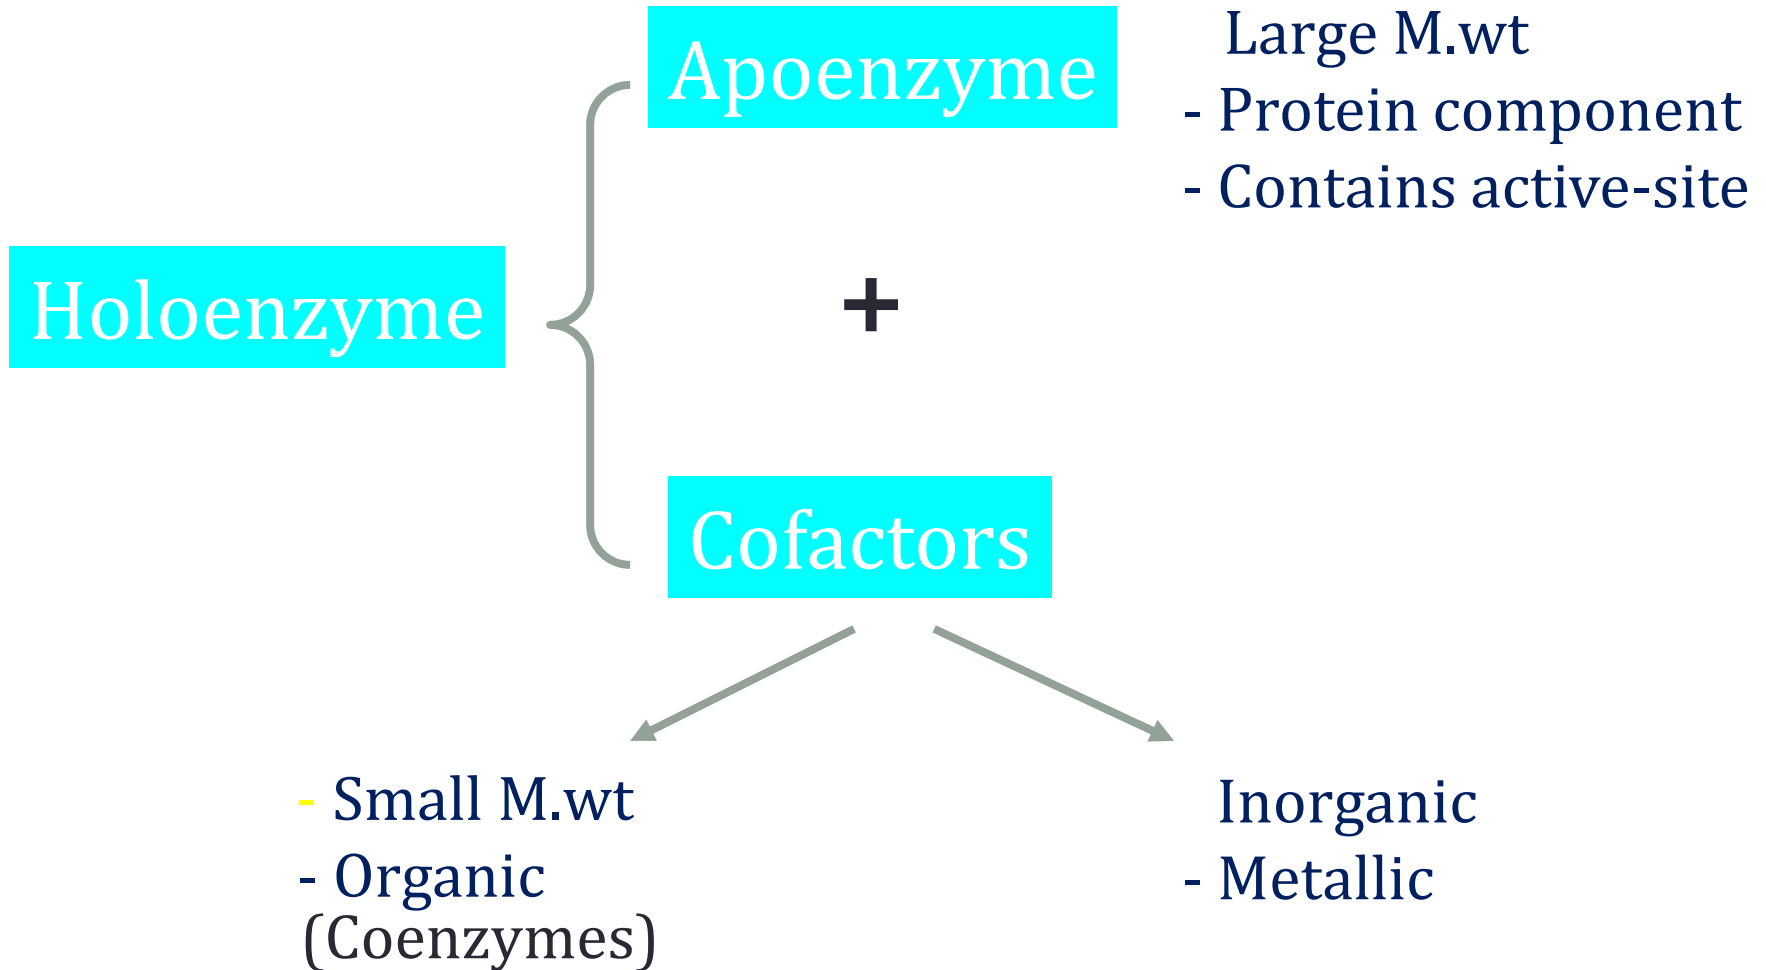 Apoenzyme
Large M.wt
- Protein component
- Contains active-site
Holoenzyme
+
Cofactors
- Small M.wt
- Organic
(Coenzymes)
Inorganic
- Metallic